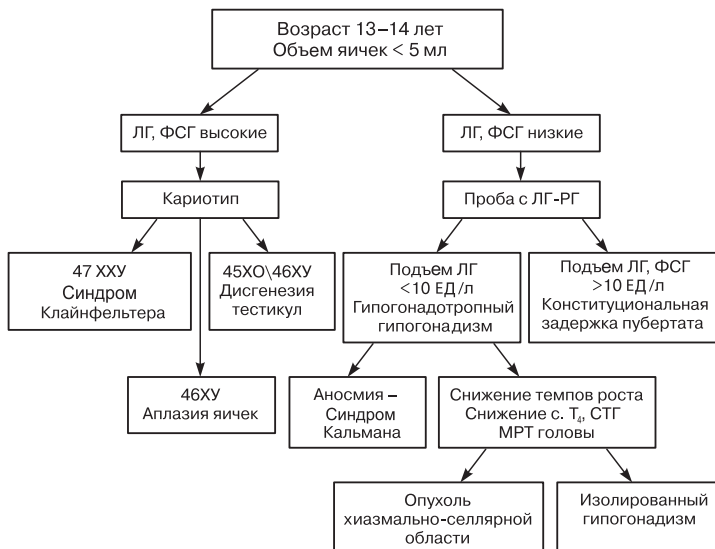 Возраст 13–14 лет
Объем яичек < 5 мл
ЛГ, ФСГ высокие
ЛГ, ФСГ низкие
Кариотип
Проба с ЛГ-РГ
47 ХХУ
Синдром
Клайнфельтера
45ХО\46ХУ
Дисгенезия
тестикул
Подъем ЛГ
<10 ЕД/л
Гипогонадотропный
гипогонадизм
Подъем ЛГ, ФСГ
>10 ЕД/л
Конституциональная
задержка пубертата
46ХУ
Аплазия яичек
Аносмия –
Синдром
Кальмана
Снижение темпов роста
Снижение с. Т₄, СТГ
МРТ головы
Опухоль
хиазмально-селлярной
области
Изолированный
гипогонадизм